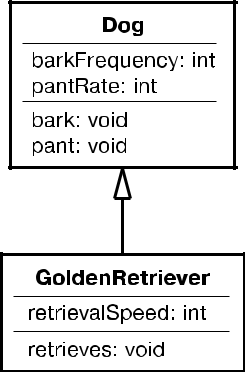 Dog
barkFrequency: int
pantRate: int
bark: void
pant: void
GoldenRetriever
retrievalSpeed: int
retrieves: void